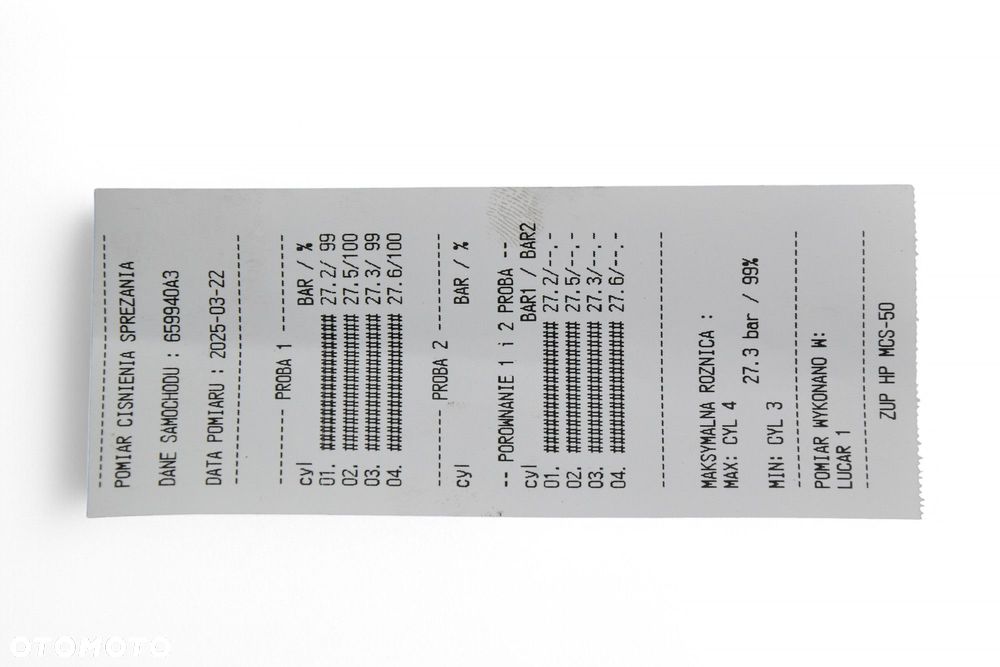 --------------------------------
POMIAR CISNIENIA SPREZANIA
DANE SAMOCHODU : 65994DA3
DATA POMIARU : 2025-03-22
--------------------------------
---------- PROBA 1 ----------
cyl BAR / %
01. ################ 27.2/ 99
02. ################ 27.5/100
03. ################ 27.3/ 99
04. ################ 27.6/100
---------- PROBA 2 ----------
cyl BAR / %
-- POROWNANIE 1 i 2 PROBA --
cyl BAR1 / BAR2
01. ############### 27.2/--.-
02. ############### 27.5/--.-
03. ############### 27.3/--.-
04. ############### 27.6/--.-
--------------------------------
MAKSYMALNA ROZNICA :
MAX: CYL 4
27.3 bar / 99%
MIN: CYL 3
--------------------------------
POMIAR WYKONANO W:
LUCAR 1
--------------------------------
ZUP HP MCS-50
OTOMOTO